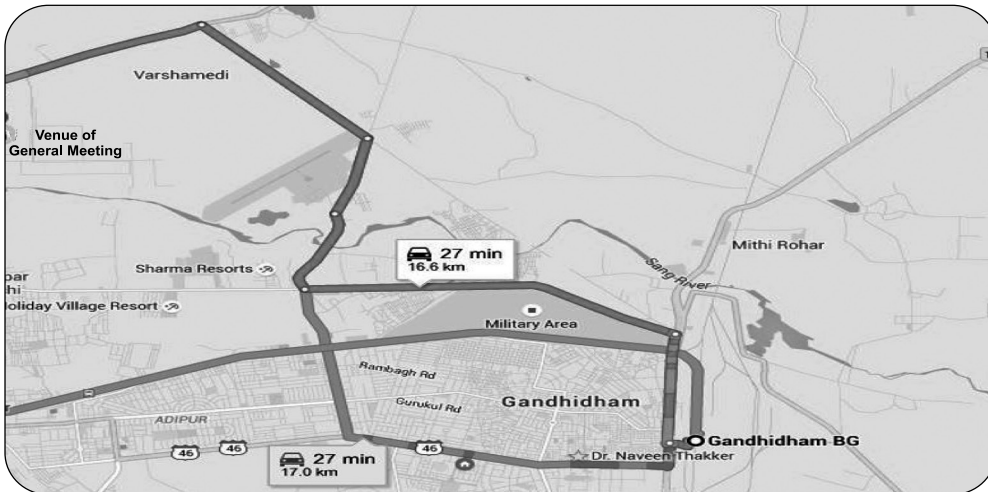 Varshamedi
Venue of
General Meeting
27 min
16.6 km
Mithi Rohar
Sharma Resorts
Sang River
Holiday Village Resort
Military Area
Rambagh Rd
Gandhidham
Gurukul Rd
ADIPUR
46
46
46
Gandhidham BG
Dr. Naveen Thakker
27 min
17.0 km